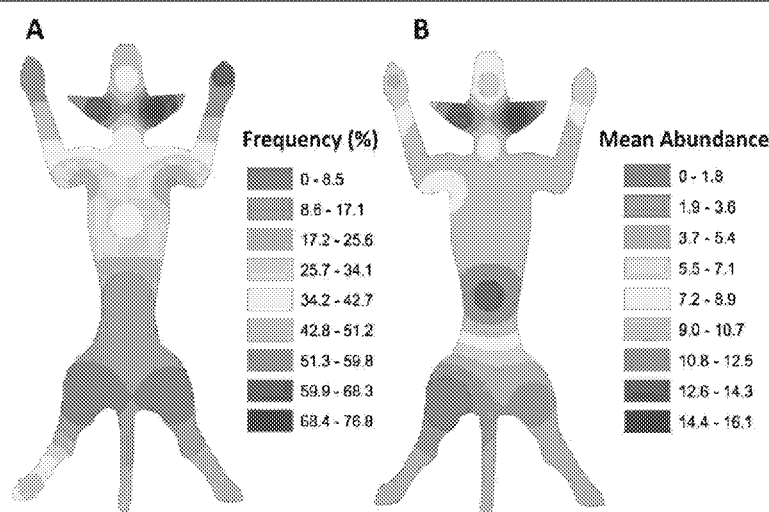 A
B
Frequency (%)
0 - 8.5
8.6 - 17.1
17.2 - 25.6
25.7 - 34.1
34.2 - 42.7
42.8 - 51.2
51.3 - 59.8
59.9 - 68.3
68.4 - 76.8
Mean Abundance
0 - 1.8
1.9 - 3.6
3.7 - 5.4
5.5 - 7.1
7.2 - 8.9
9.0 - 10.7
10.8 - 12.5
12.6 - 14.3
14.4 - 16.1